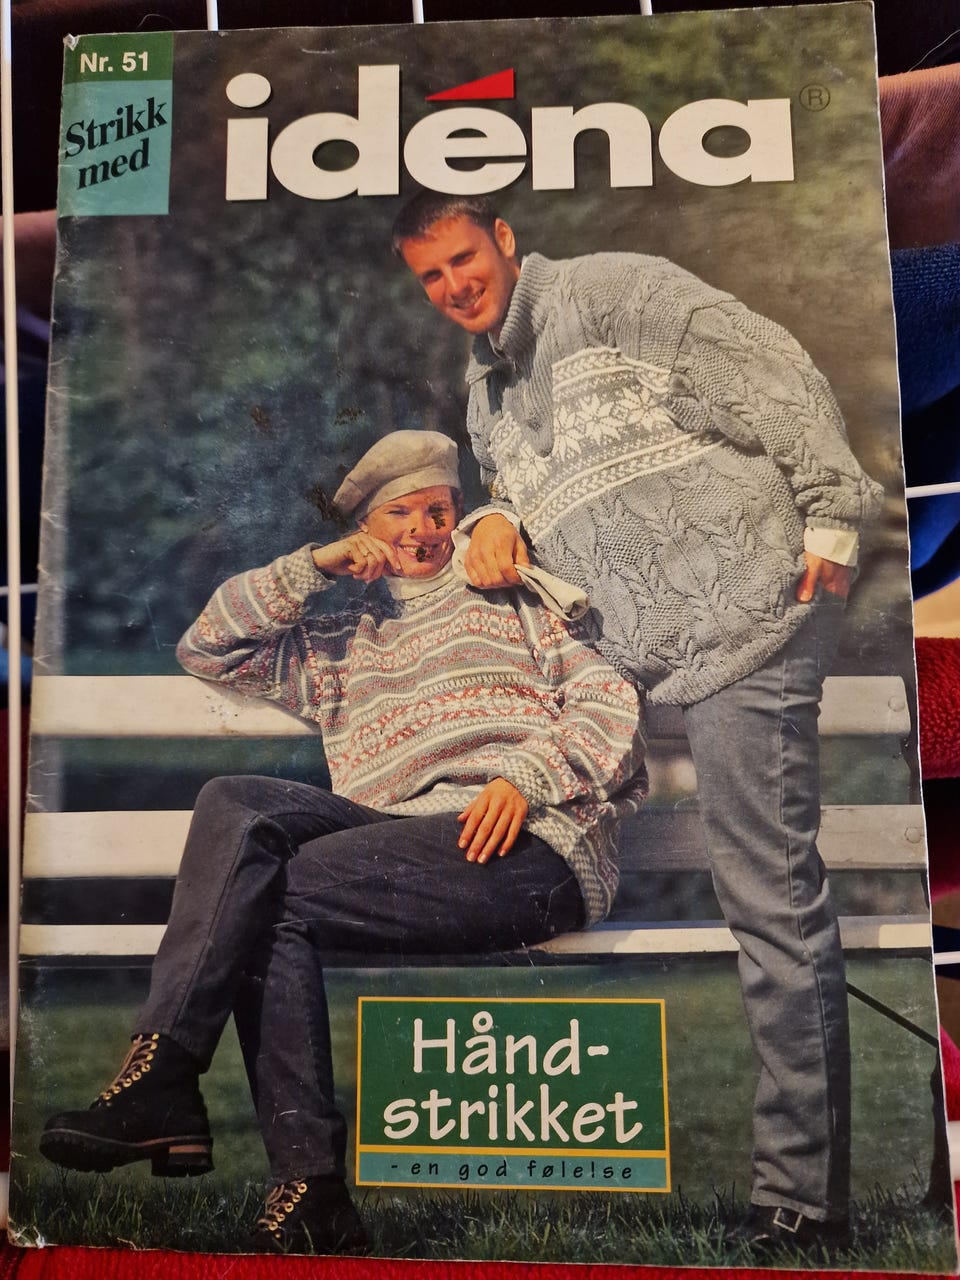 Nr. 51
Strikk
med
idéna ®
Hånd-
strikket
- en god følelse